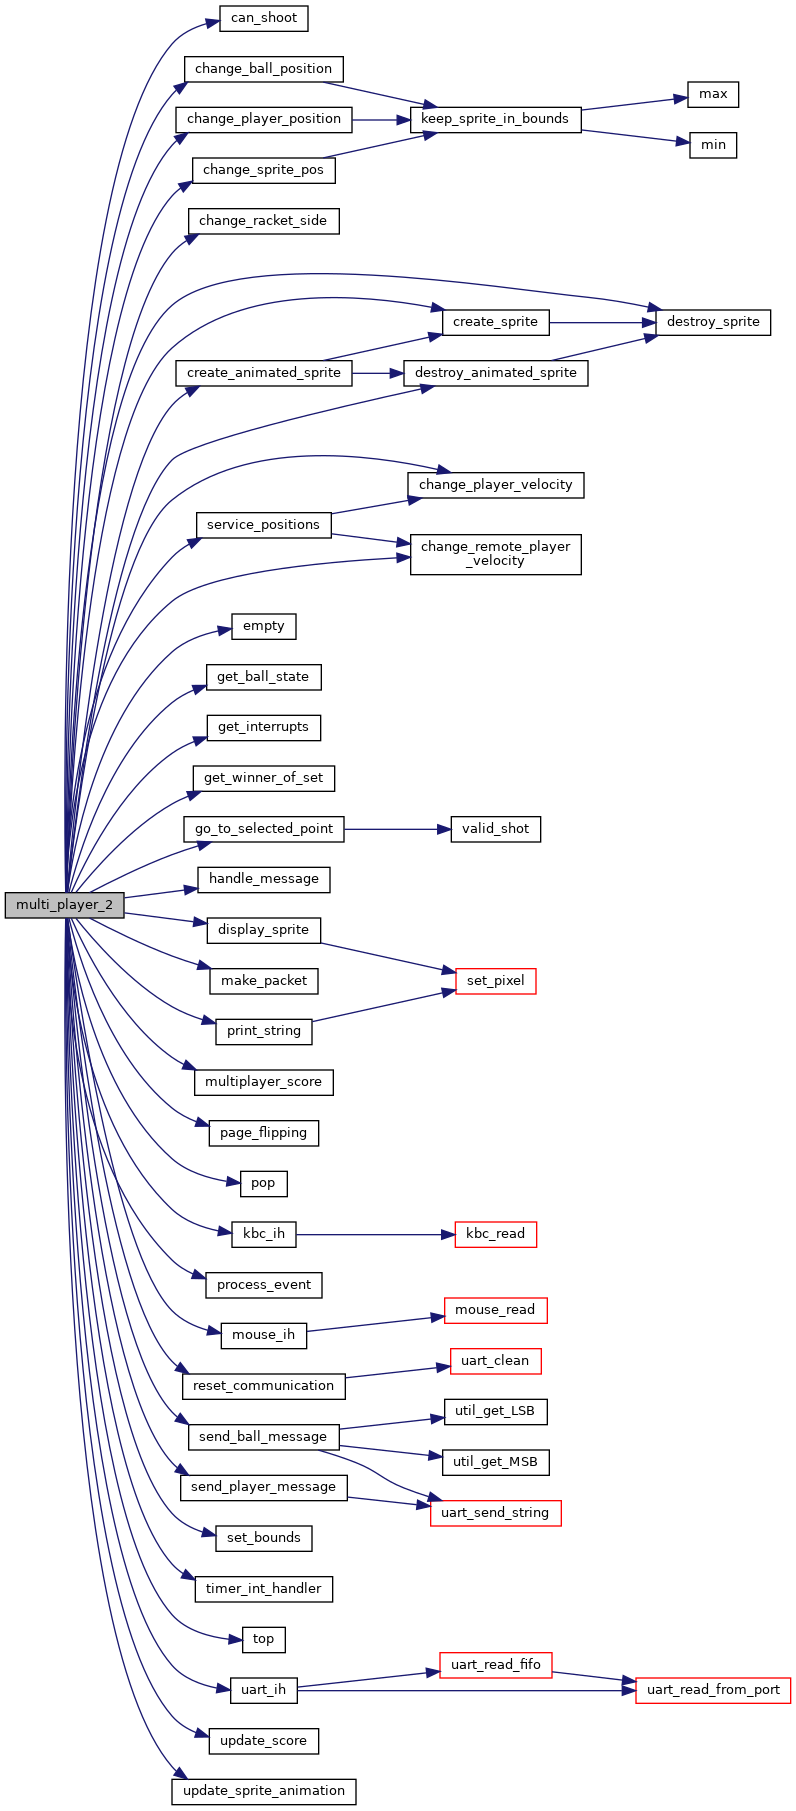 can_shoot
change_ball_position
max
keep_sprite_in_bounds
change_player_position
min
change_sprite_pos
change_racket_side
create_sprite
destroy_sprite
create_animated_sprite
destroy_animated_sprite
change_player_velocity
service_positions
change_remote_player
_velocity
empty
get_ball_state
get_interrupts
get_winner_of_set
go_to_selected_point
valid_shot
handle_message
multi_player_2
display_sprite
make_packet
set_pixel
print_string
multiplayer_score
page_flipping
pop
kbc_ih
kbc_read
process_event
mouse_read
mouse_ih
uart_clean
reset_communication
util_get_LSB
send_ball_message
util_get_MSB
send_player_message
uart_send_string
set_bounds
timer_int_handler
top
uart_read_fifo
uart_ih
uart_read_from_port
update_score
update_sprite_animation